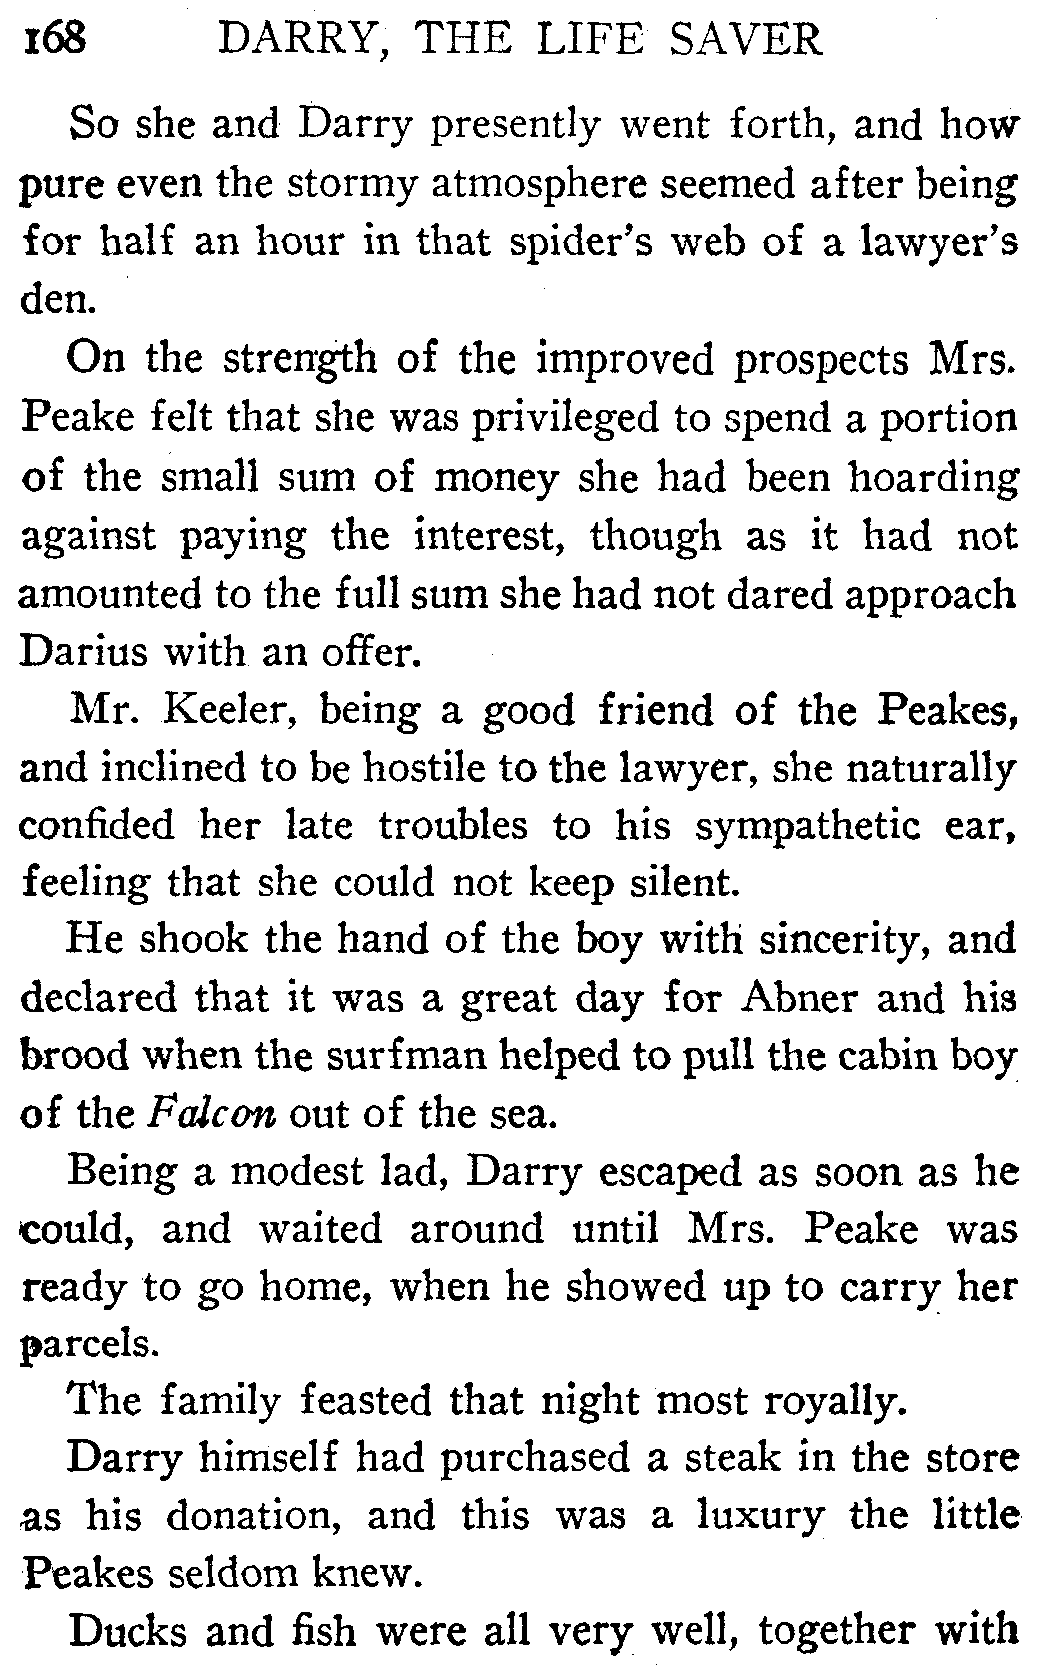 168 DARRY, THE LIFE SAVER
So she and Darry presently went forth, and how
pure even the stormy atmosphere seemed after being
for half an hour in that spider's web of a lawyer's
den.
On the strength of the improved prospects Mrs.
Peake felt that she was privileged to spend a portion
of the small sum of money she had been hoarding
against paying the interest, though as it had not
amounted to the full sum she had not dared approach
Darius with an offer.
Mr. Keeler, being a good friend of the Peakes,
and inclined to be hostile to the lawyer, she naturally
confided her late troubles to his sympathetic ear,
feeling that she could not keep silent.
He shook the hand of the boy with sincerity, and
declared that it was a great day for Abner and his
brood when the surfman helped to pull the cabin boy
of the Falcon out of the sea.
Being a modest lad, Darry escaped as soon as he
could, and waited around until Mrs. Peake was
ready to go home, when he showed up to carry her
parcels.
The family feasted that night most royally.
Darry himself had purchased a steak in the store
as his donation, and this was a luxury the little
Peakes seldom knew.
Ducks and fish were all very well, together with